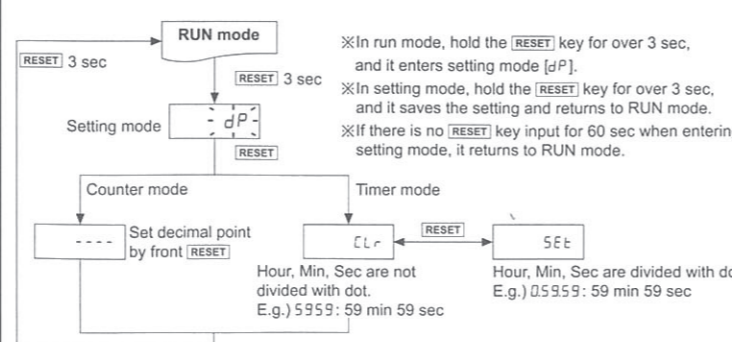 RUN mode
RESET 3 sec
RESET 3 sec
※In run mode, hold the RESET key for over 3 sec,
and it enters setting mode [dP].
※In setting mode, hold the RESET key for over 3 sec,
and it saves the setting and returns to RUN mode.
※If there is no RESET key input for 60 sec when enterin
setting mode, it returns to RUN mode.
Setting mode
- dP -
RESET
Counter mode
Timer mode
- - - -
Set decimal point
by front RESET
CLr
RESET
SEt
Hour, Min, Sec are not
divided with dot.
E.g.) 5959: 59 min 59 sec
Hour, Min, Sec are divided with do
E.g.) 0.59.59: 59 min 59 sec